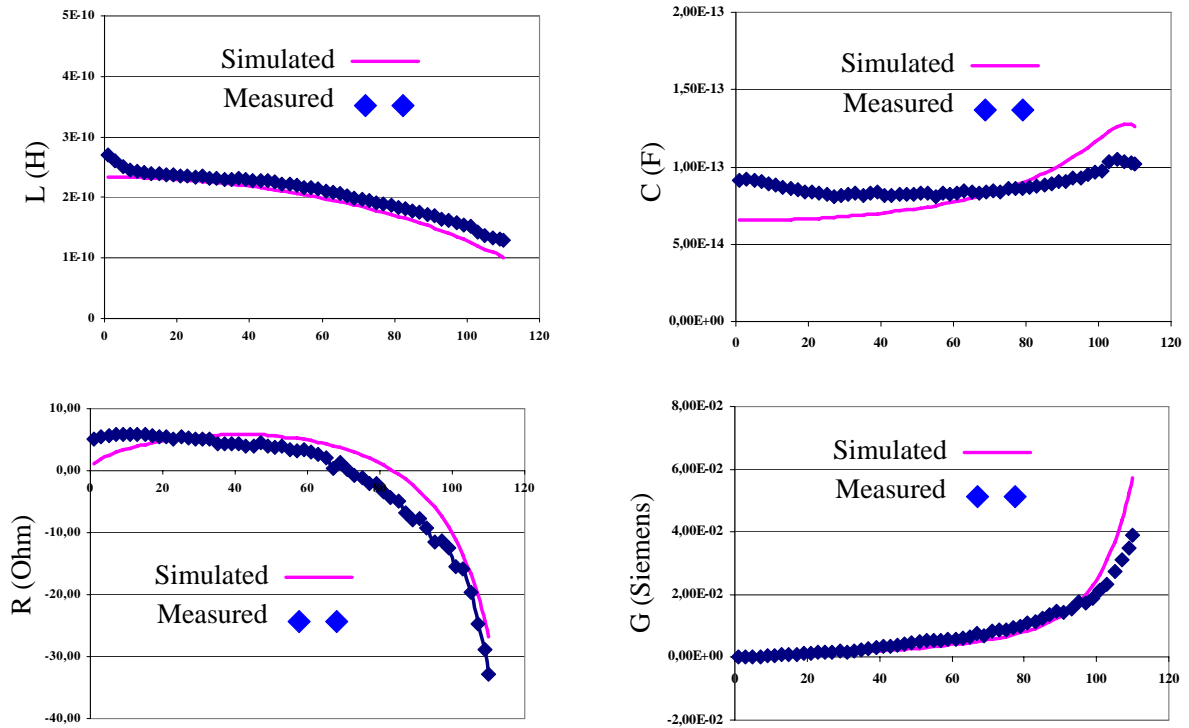 5E-10
4E-10
3E-10
2E-10
1E-10
0
L (H)
Simulated
Measured
0 20 40 60 80 100 120
2,00E-13
1,50E-13
1,00E-13
5,00E-14
0,00E+00
C (F)
Simulated
Measured
0 20 40 60 80 100 120
10,00
0,00
-10,00
-20,00
-30,00
-40,00
R (Ohm)
0 20 40 60 80 100 120
Simulated
Measured
8,00E-02
6,00E-02
4,00E-02
2,00E-02
0,00E+00
-2,00E-02
G (Siemens)
Simulated
Measured
0 20 40 60 80 100 120